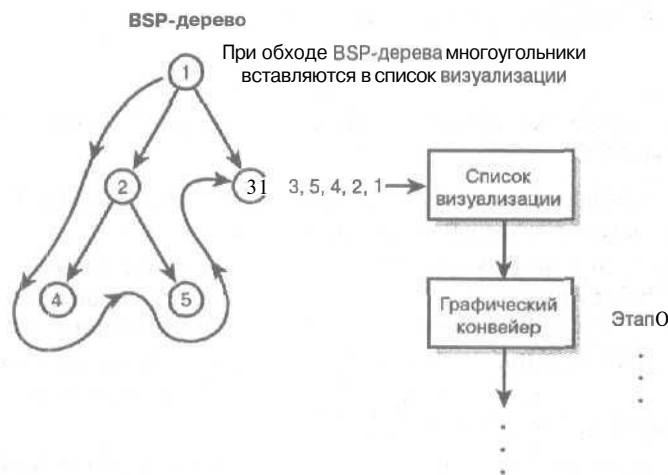 BSP-дерево
При обходе BSP-дерева многоугольники
вставляются в список визуализации
1
2
31
3, 5, 4, 2, 1
4
5
Список
визуализации
Графический
конвейер
Этап0